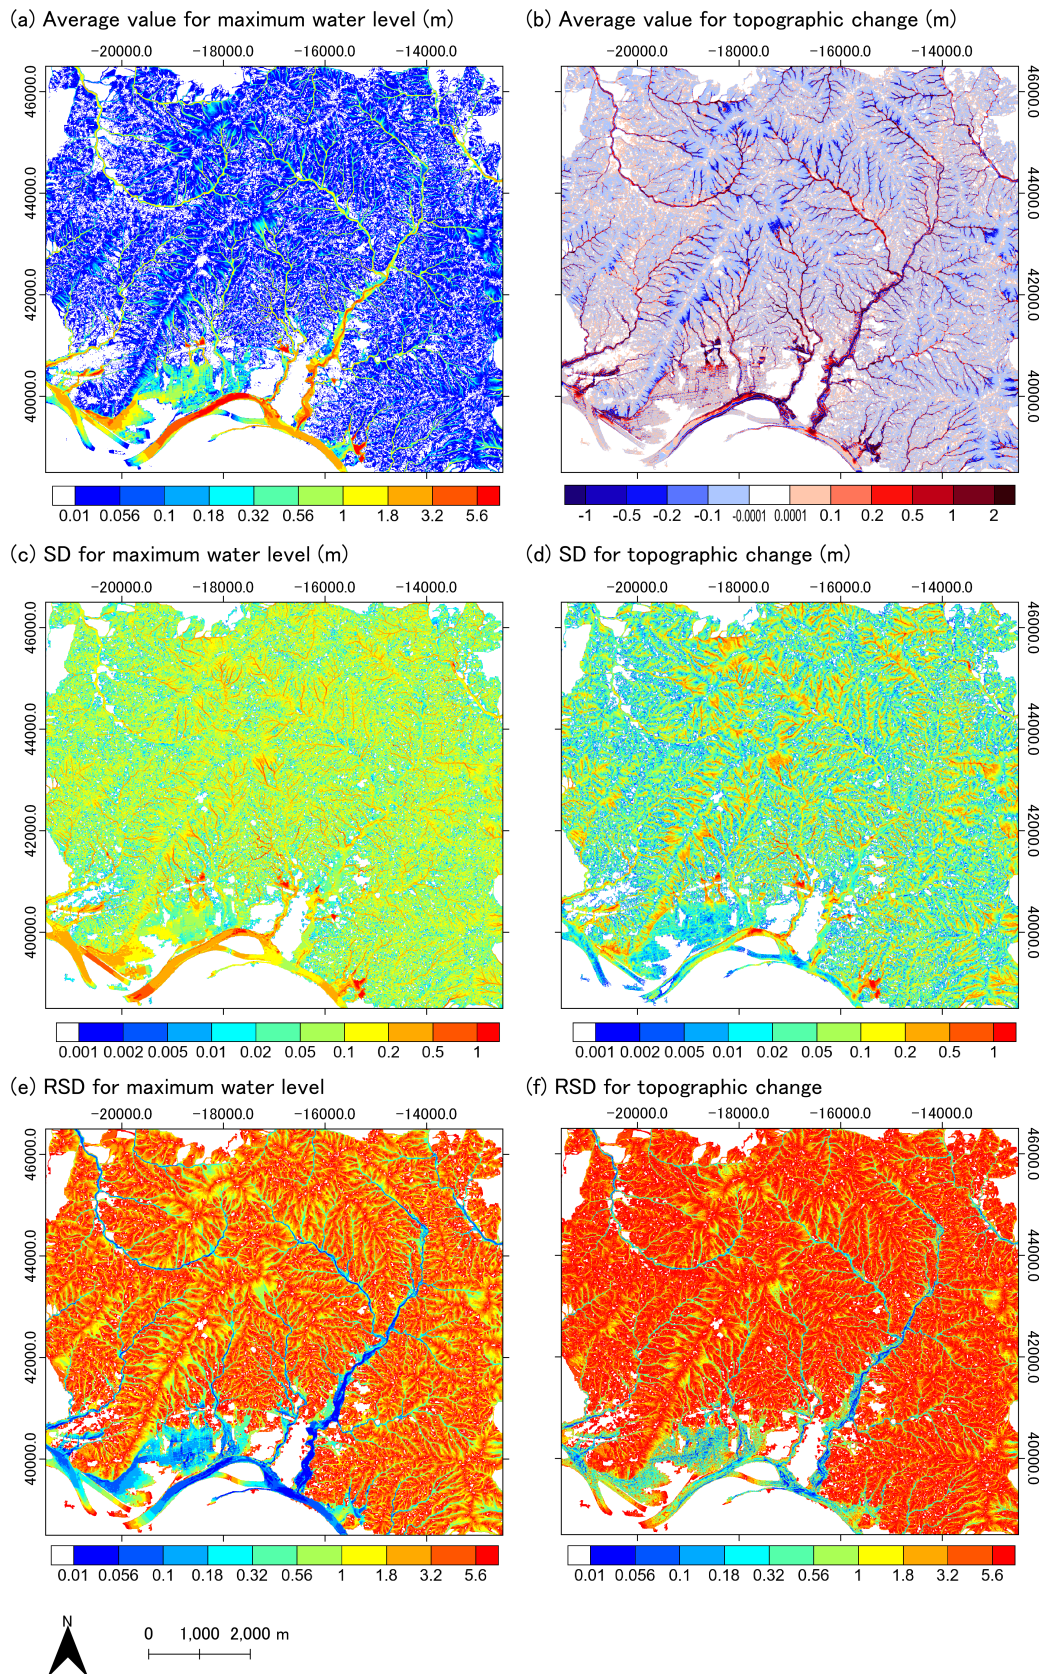 (a) Average value for maximum water level (m)
(b) Average value for topographic change (m)
-20000.0 -18000.0 -16000.0 -14000.0
-20000.0 -18000.0 -16000.0 -14000.0
46000.0
44000.0
42000.0
40000.0
46000.0
44000.0
42000.0
40000.0
0.01 0.056 0.1 0.18 0.32 0.56 1 1.8 3.2 5.6
-1 -0.5 -0.2 -0.1 -0.0001 0.0001 0.1 0.2 0.5 1 2
(c) SD for maximum water level (m)
(d) SD for topographic change (m)
-20000.0 -18000.0 -16000.0 -14000.0
-20000.0 -18000.0 -16000.0 -14000.0
46000.0
44000.0
42000.0
40000.0
46000.0
44000.0
42000.0
40000.0
0.001 0.002 0.005 0.01 0.02 0.05 0.1 0.2 0.5 1
0.001 0.002 0.005 0.01 0.02 0.05 0.1 0.2 0.5 1
(e) RSD for maximum water level
(f) RSD for topographic change
-20000.0 -18000.0 -16000.0 -14000.0
-20000.0 -18000.0 -16000.0 -14000.0
46000.0
44000.0
42000.0
40000.0
46000.0
44000.0
42000.0
40000.0
0.01 0.056 0.1 0.18 0.32 0.56 1 1.8 3.2 5.6
0.01 0.056 0.1 0.18 0.32 0.56 1 1.8 3.2 5.6
N
0 1,000 2,000 m